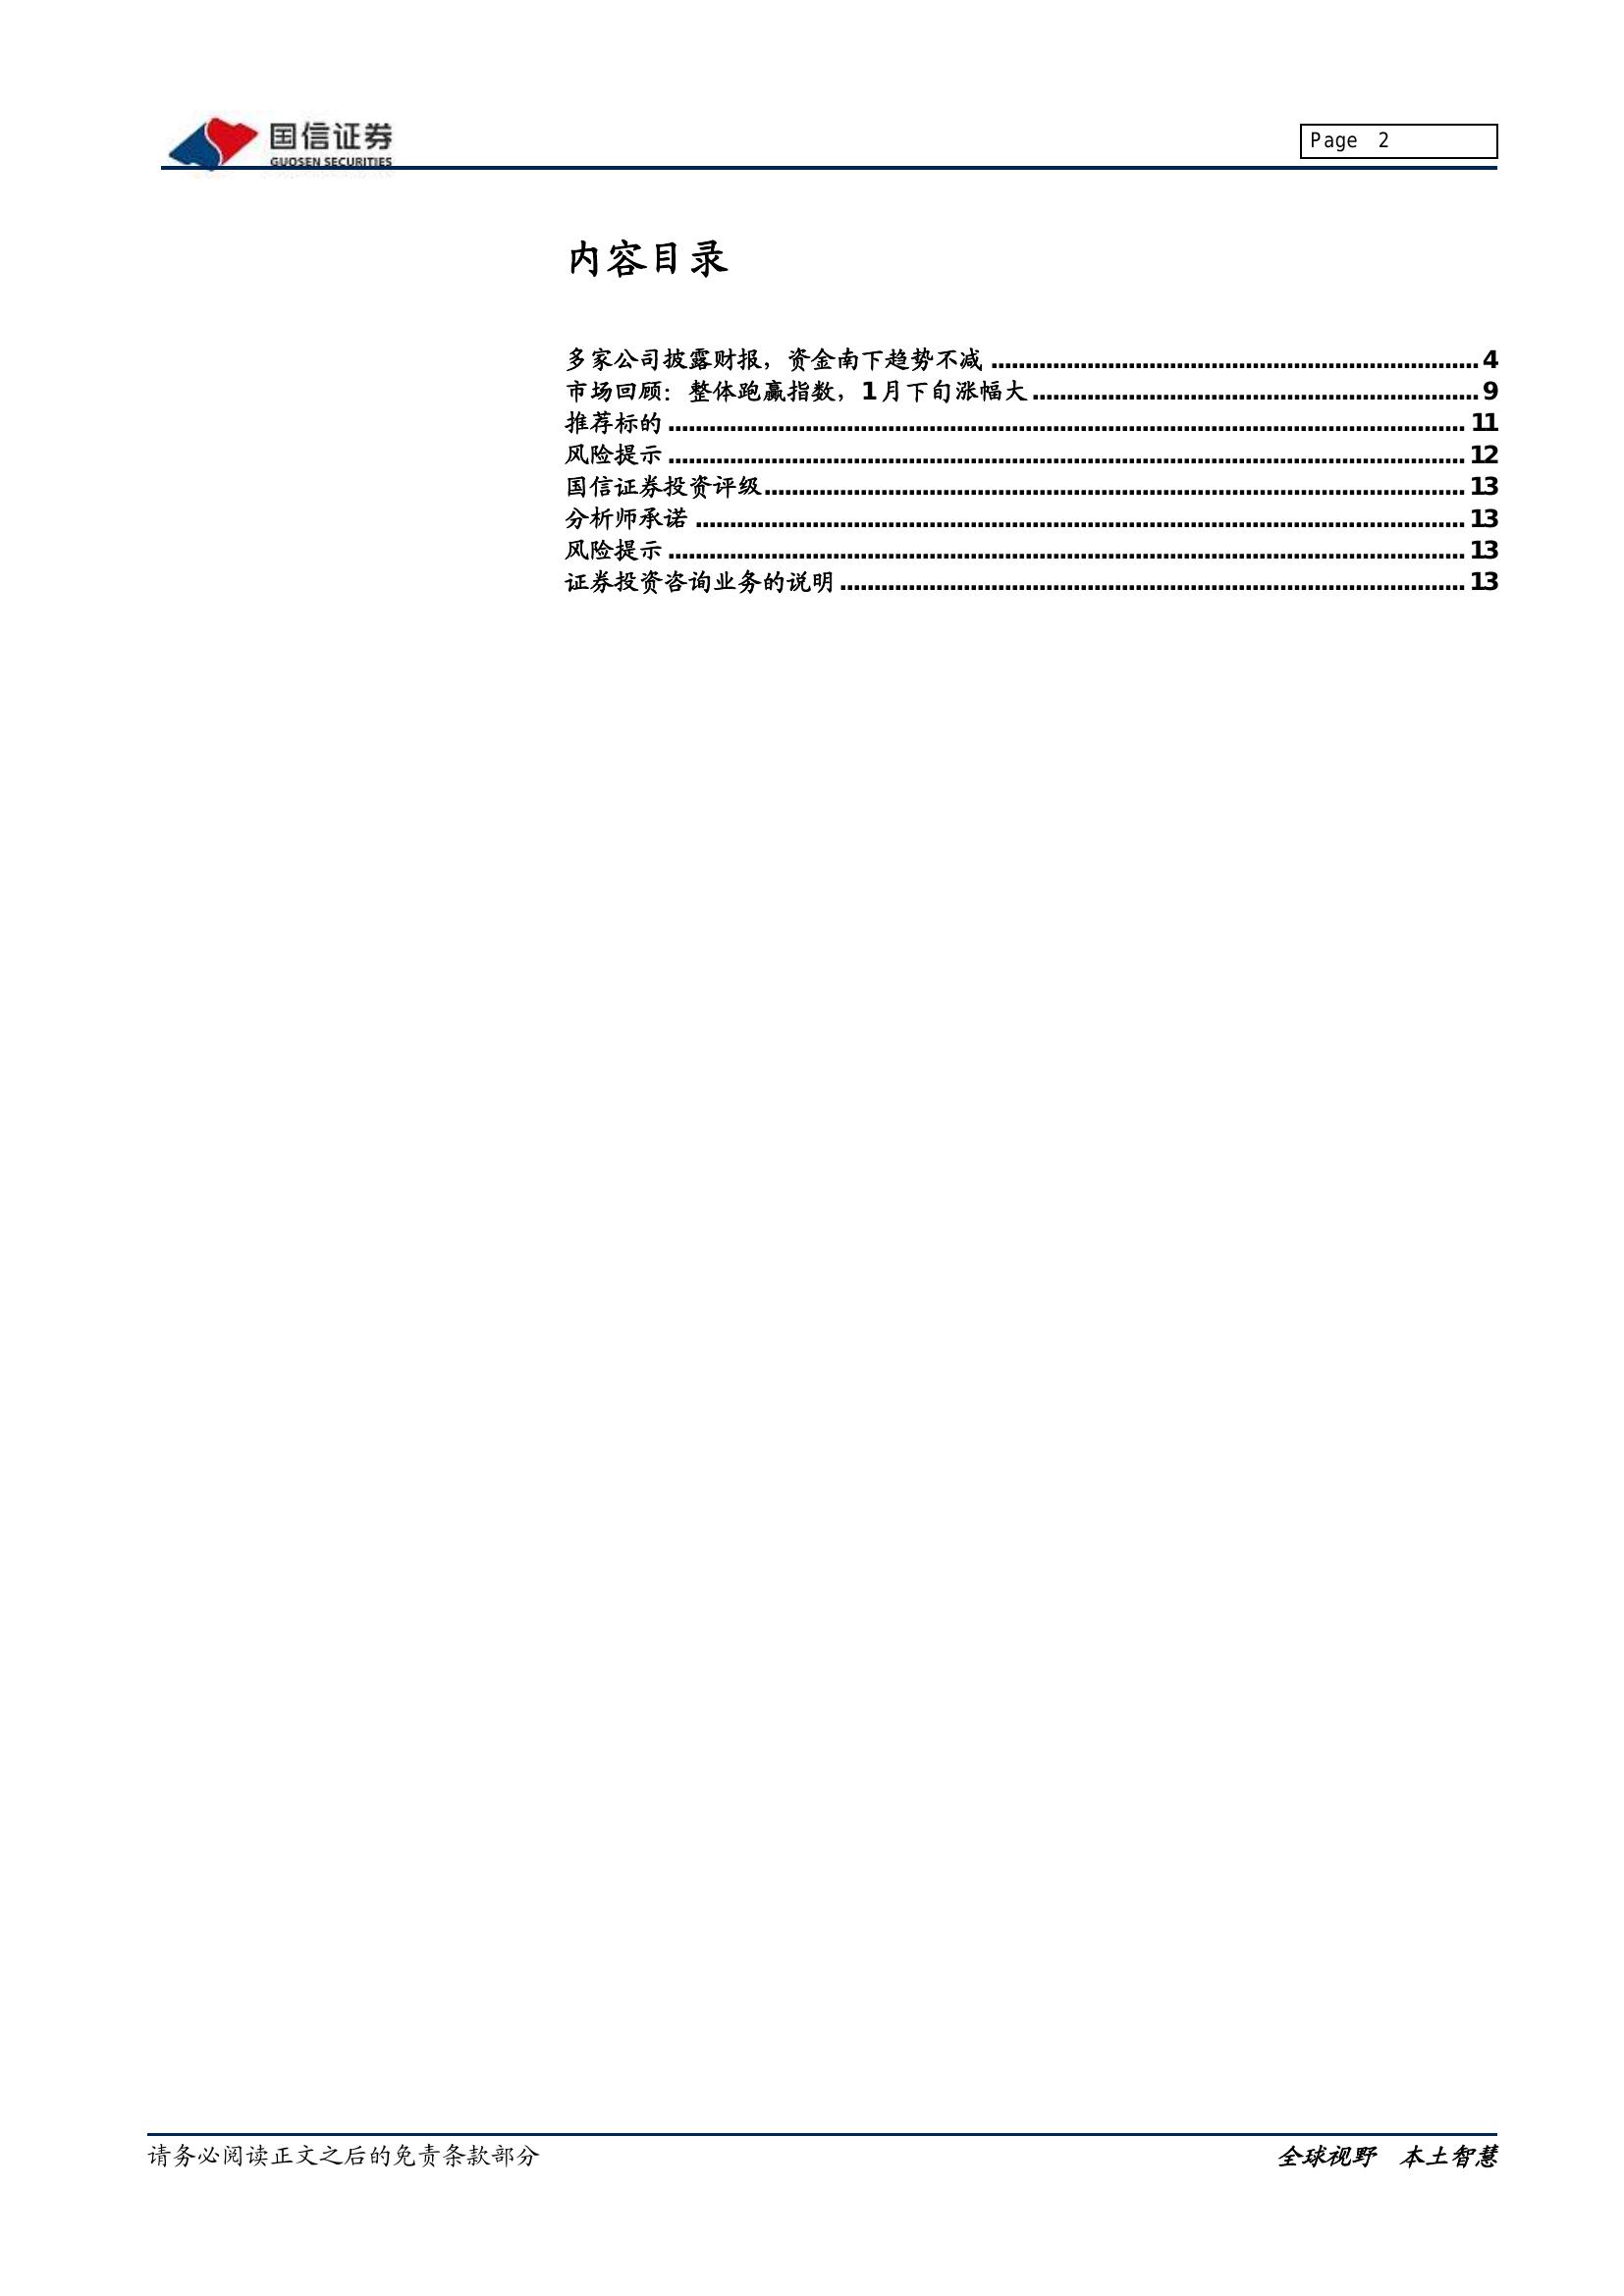 国信证券
GUOSEN SECURITIES
Page 2
内容目录
多家公司披露财报，资金南下趋势不减 ........................................................................ 4
市场回顾：整体跑赢指数，1 月下旬涨幅大 ................................................................. 9
推荐标的 ........................................................................ 11
风险提示 ........................................................................ 12
国信证券投资评级 ........................................................................ 13
分析师承诺 ........................................................................ 13
风险提示 ........................................................................ 13
证券投资咨询业务的说明 ........................................................................ 13
请务必阅读正文之后的免责条款部分
全球视野 本土智慧